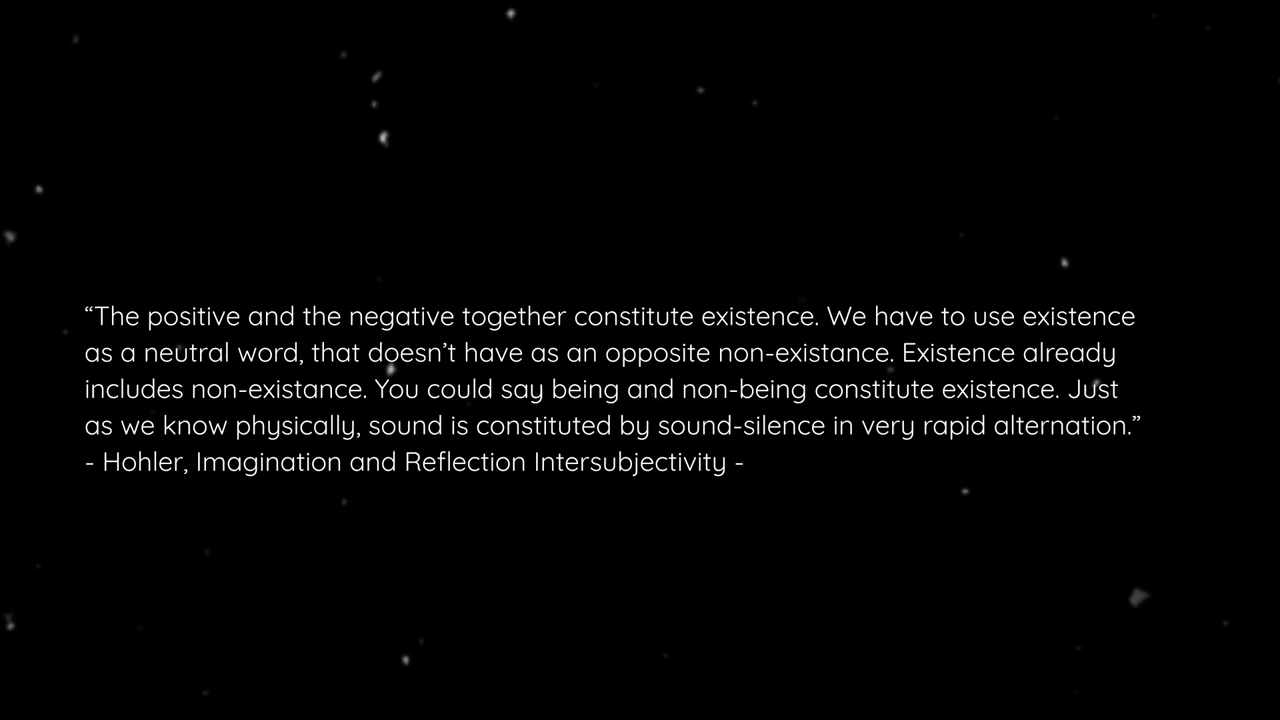 “The positive and the negative together constitute existence. We have to use existence
as a neutral word, that doesn’t have as an opposite non-existance. Existence already
includes non-existance. You could say being and non-being constitute existence. Just
as we know physically, sound is constituted by sound-silence in very rapid alternation.”
- Hohler, Imagination and Reflection Intersubjectivity -